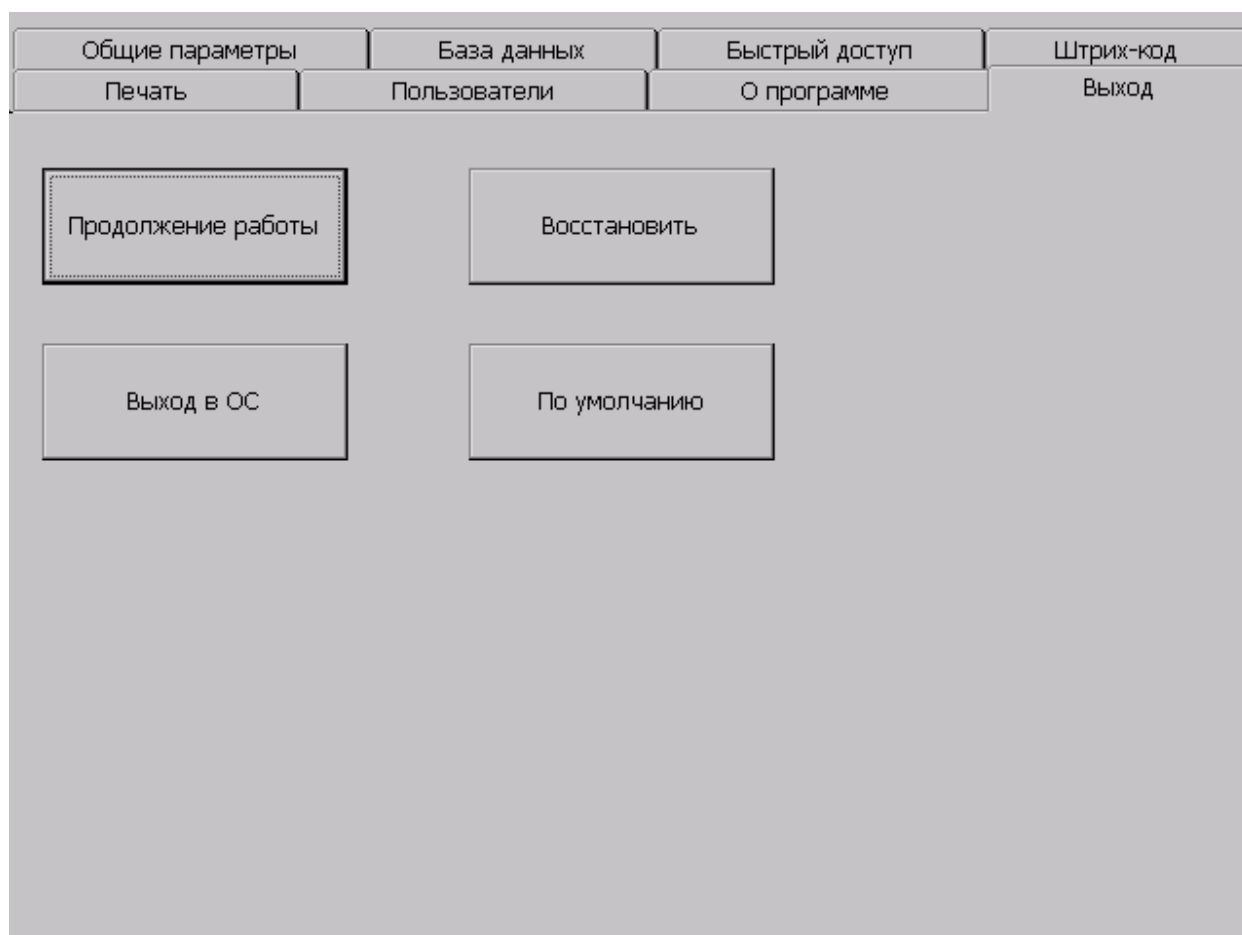 Общие параметры База данных Быстрый доступ Штрих-код
Печать Пользователи О программе Выход
Продолжение работы Восстановить
Выход в ОС По умолчанию